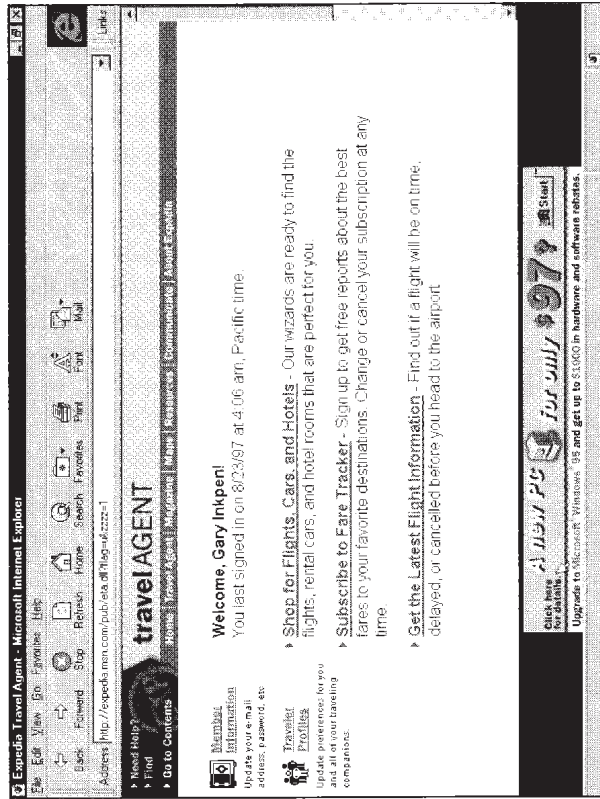 Expedia Travel Agent - Microsoft Internet Explorer
File Edit View Go Favorites Help
Back Forward Stop Refresh Home Search Favorites Print Font Mail
Address http://expedia.msn.com/pub/eta.dll?flag=u&zzzz=1
Links
Need Help?
Find
Go to Contents
travelAGENT
Home Travel Agent Magazine Maps Resources Communicate About Expedia
Member Information
Update your e-mail
address, password, etc
Traveler
Profiles
Update preferences for you
and all of your traveling
companions.
Welcome, Gary Inkpen!
You last signed in on 8/23/97 at 4:06 am, Pacific time.
Shop for Flights, Cars, and Hotels - Our wizards are ready to find the
flights, rental cars, and hotel rooms that are perfect for you.
Subscribe to Fare Tracker - Sign up to get free reports about the best
fares to your favorite destinations. Change or cancel your subscription at any
time.
Get the Latest Flight Information - Find out if a flight will be on time,
delayed, or cancelled before you head to the airport
Click here
for details.
A new PC for only $97?
Start
Upgrade to Microsoft Windows 95 and get up to $1000 in hardware and software rebates.